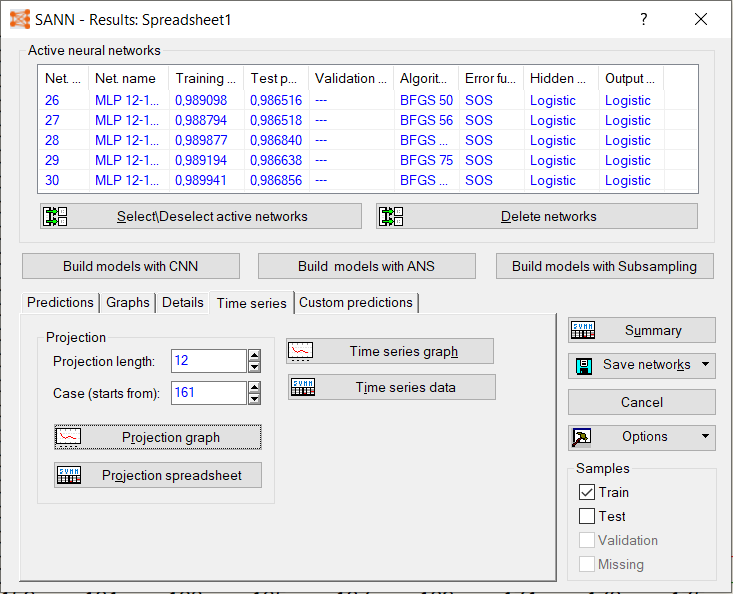 SANN - Results: Spreadsheet1 ?
Active neural networks
Net. ... Net. name Training ... Test p... Validation ... Algorit... Error fu... Hidden ... Output ...
26 MLP 12-1... 0,989098 0,986516 --- BFGS 50 SOS Logistic Logistic
27 MLP 12-1... 0,988794 0,986518 --- BFGS 56 SOS Logistic Logistic
28 MLP 12-1... 0,989877 0,986840 --- BFGS ... SOS Logistic Logistic
29 MLP 12-1... 0,989194 0,986638 --- BFGS 75 SOS Logistic Logistic
30 MLP 12-1... 0,989941 0,986856 --- BFGS ... SOS Logistic Logistic
Select\Deselect active networks Delete networks
Build models with CNN Build models with ANS Build models with Subsampling
Predictions Graphs Details Time series Custom predictions
Projection
Projection length: 12
Case (starts from): 161
Projection graph
Projection spreadsheet
Time series graph
Time series data
Summary
Save networks
Cancel
Options
Samples
Train
Test
Validation
Missing